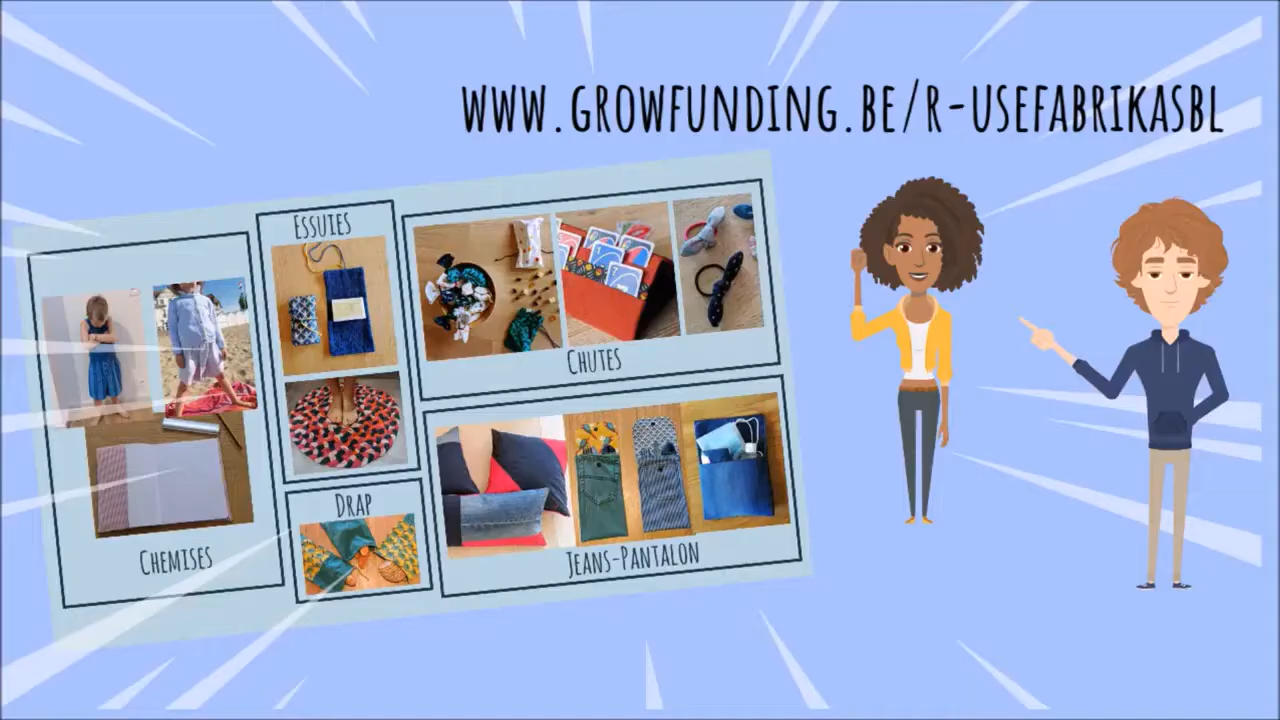 WWW.GROWFUNDING.BE/R-USEFABRIKASBL
ESSUIES
CHUTES
DRAP
CHEMISES
JEANS-PANTALON